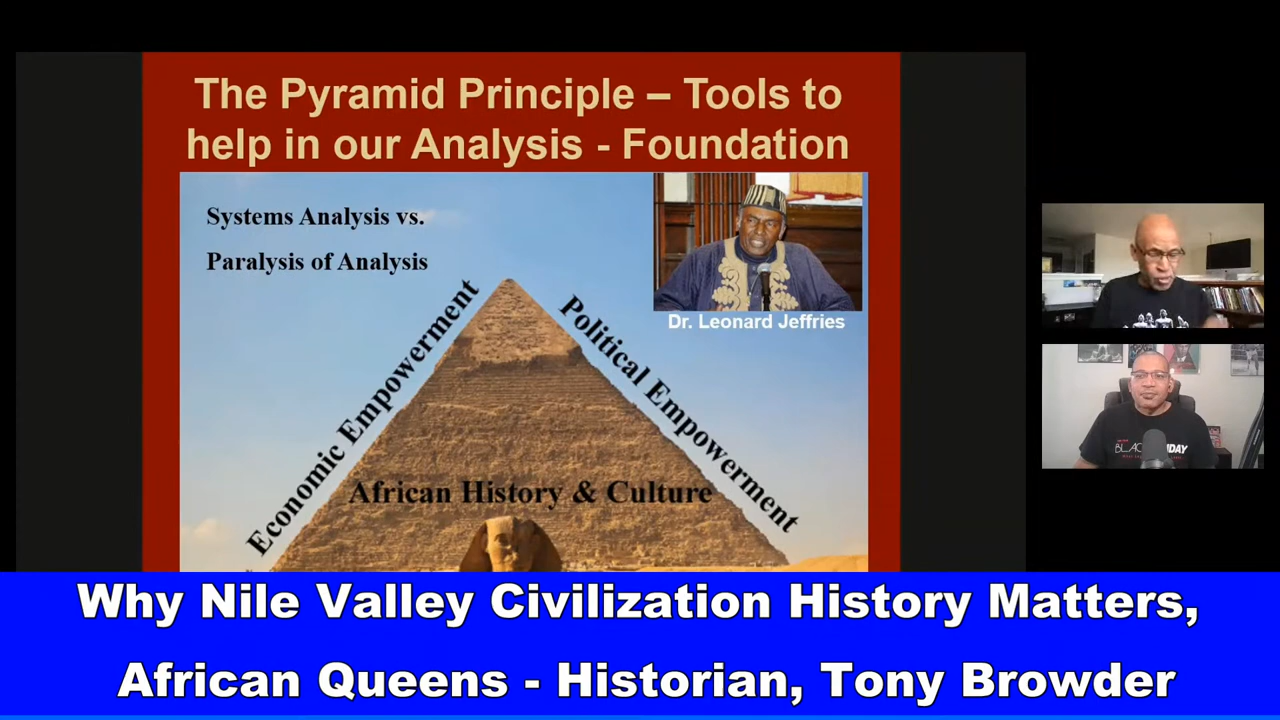 The Pyramid Principle – Tools to
help in our Analysis - Foundation
Systems Analysis vs.
Paralysis of Analysis
Dr. Leonard Jeffries
Economic Empowerment
Political Empowerment
African History & Culture
Why Nile Valley Civilization History Matters,
African Queens - Historian, Tony Browder